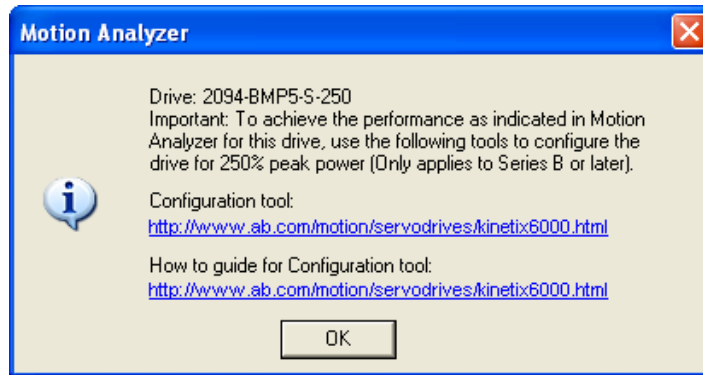 Motion Analyzer
Drive: 2094-BMP5-S-250
Important: To achieve the performance as indicated in Motion
Analyzer for this drive, use the following tools to configure the
drive for 250% peak power (Only applies to Series B or later).
Configuration tool:
http://www.ab.com/motion/servodrives/kinetix6000.html
How to guide for Configuration tool:
http://www.ab.com/motion/servodrives/kinetix6000.html
OK